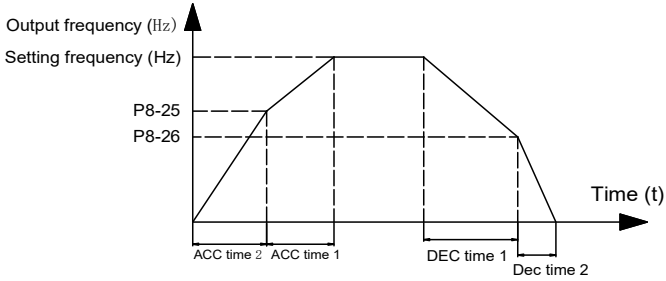 Output frequency (Hz)
Setting frequency (Hz)
P8-25
P8-26
Time (t)
ACC time 2
ACC time 1
DEC time 1
Dec time 2